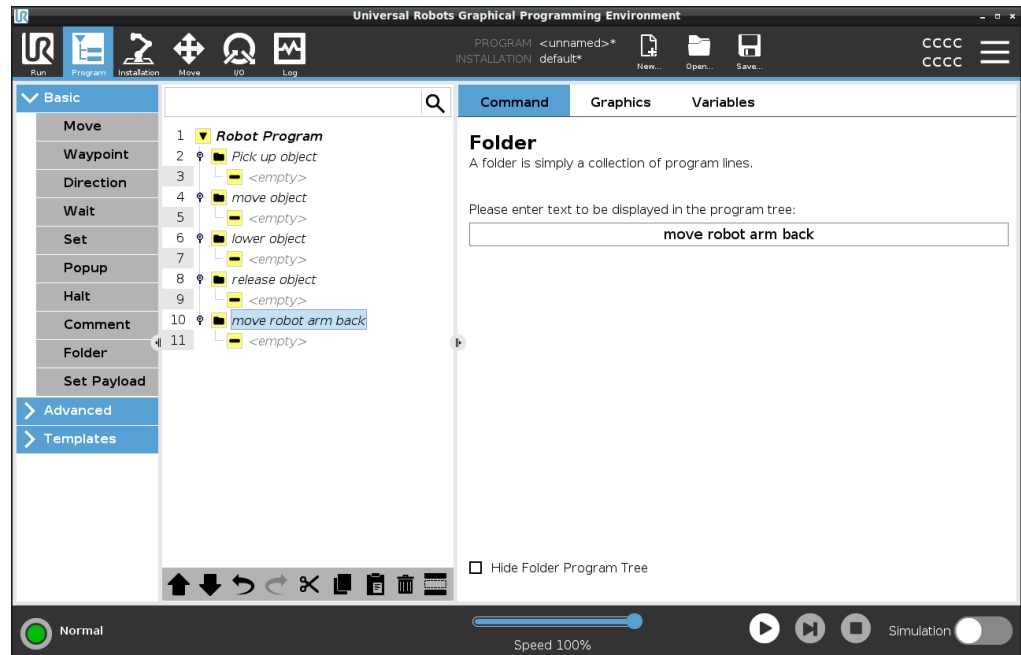 UR
Universal Robots Graphical Programming Environment
UR
Run
Program
Installation
Move
I/O
Log
PROGRAM <unnamed>*
INSTALLATION default*
New...
Open...
Save...
CCCC
CCCC
Basic
Move
Waypoint
Direction
Wait
Set
Popup
Halt
Comment
Folder
Set Payload
Advanced
Templates
1 Robot Program
2 Pick up object
3 <empty>
4 move object
5 <empty>
6 lower object
7 <empty>
8 release object
9 <empty>
10 move robot arm back
11 <empty>
Command Graphics Variables
Folder
A folder is simply a collection of program lines.
Please enter text to be displayed in the program tree:
move robot arm back
Hide Folder Program Tree
Normal
Speed 100%
Simulation